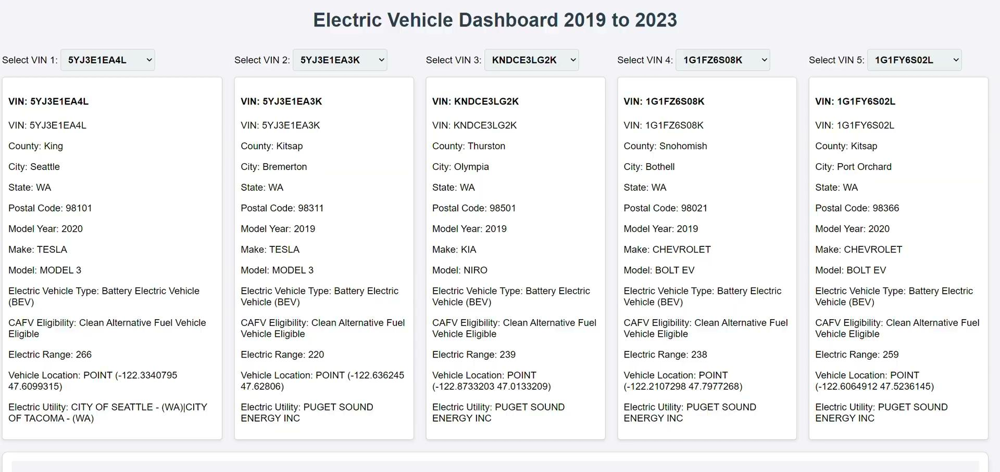 Electric Vehicle Dashboard 2019 to 2023
Select VIN 1: 5YJ3E1EA4L
Select VIN 2: 5YJ3E1EA3K
Select VIN 3: KNDCE3LG2K
Select VIN 4: 1G1FZ6S08K
Select VIN 5: 1G1FY6S02L
VIN: 5YJ3E1EA4L
VIN: 5YJ3E1EA4L
County: King
City: Seattle
State: WA
Postal Code: 98101
Model Year: 2020
Make: TESLA
Model: MODEL 3
Electric Vehicle Type: Battery Electric Vehicle
(BEV)
CAFV Eligibility: Clean Alternative Fuel Vehicle
Eligible
Electric Range: 266
Vehicle Location: POINT (-122.3340795
47.6099315)
Electric Utility: CITY OF SEATTLE - (WA)|CITY
OF TACOMA - (WA)
VIN: 5YJ3E1EA3K
VIN: 5YJ3E1EA3K
County: Kitsap
City: Bremerton
State: WA
Postal Code: 98311
Model Year: 2019
Make: TESLA
Model: MODEL 3
Electric Vehicle Type: Battery Electric
Vehicle (BEV)
CAFV Eligibility: Clean Alternative Fuel
Vehicle Eligible
Electric Range: 220
Vehicle Location: POINT (-122.636245
47.62806)
Electric Utility: PUGET SOUND
ENERGY INC
VIN: KNDCE3LG2K
VIN: KNDCE3LG2K
County: Thurston
City: Olympia
State: WA
Postal Code: 98501
Model Year: 2019
Make: KIA
Model: NIRO
Electric Vehicle Type: Battery Electric
Vehicle (BEV)
CAFV Eligibility: Clean Alternative Fuel
Vehicle Eligible
Electric Range: 239
Vehicle Location: POINT
(-122.8733203 47.0133209)
Electric Utility: PUGET SOUND
ENERGY INC
VIN: 1G1FZ6S08K
VIN: 1G1FZ6S08K
County: Snohomish
City: Bothell
State: WA
Postal Code: 98021
Model Year: 2019
Make: CHEVROLET
Model: BOLT EV
Electric Vehicle Type: Battery Electric
Vehicle (BEV)
CAFV Eligibility: Clean Alternative Fuel
Vehicle Eligible
Electric Range: 238
Vehicle Location: POINT
(-122.2107298 47.7977268)
Electric Utility: PUGET SOUND
ENERGY INC
VIN: 1G1FY6S02L
VIN: 1G1FY6S02L
County: Kitsap
City: Port Orchard
State: WA
Postal Code: 98366
Model Year: 2020
Make: CHEVROLET
Model: BOLT EV
Electric Vehicle Type: Battery Electric
Vehicle (BEV)
CAFV Eligibility: Clean Alternative Fuel
Vehicle Eligible
Electric Range: 259
Vehicle Location: POINT
(-122.6064912 47.5236145)
Electric Utility: PUGET SOUND
ENERGY INC